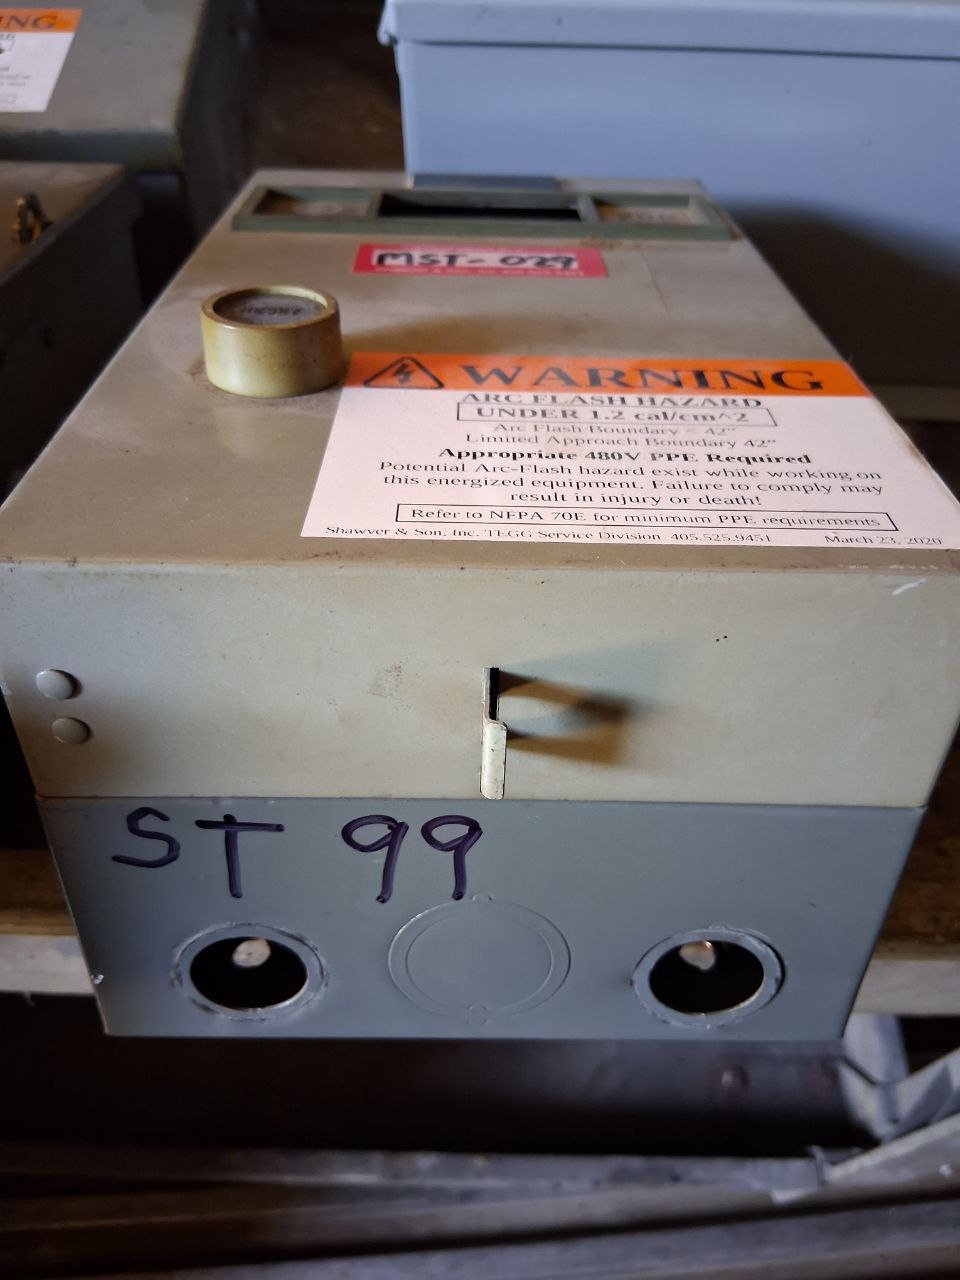 ING
MST-029
WARNING
ARC FLASH HAZARD
UNDER 1.2 cal/cm^2
Arc Flash Boundary = 42"
Limited Approach Boundary 42"
Appropriate 480V PPE Required
Potential Arc-Flash hazard exist while working on
this energized equipment. Failure to comply may
result in injury or death!
Refer to NFPA 70E for minimum PPE requirements
Shawver & Son, Inc. TEGG Service Division 405.525.9451 March 23, 2020
ST 99